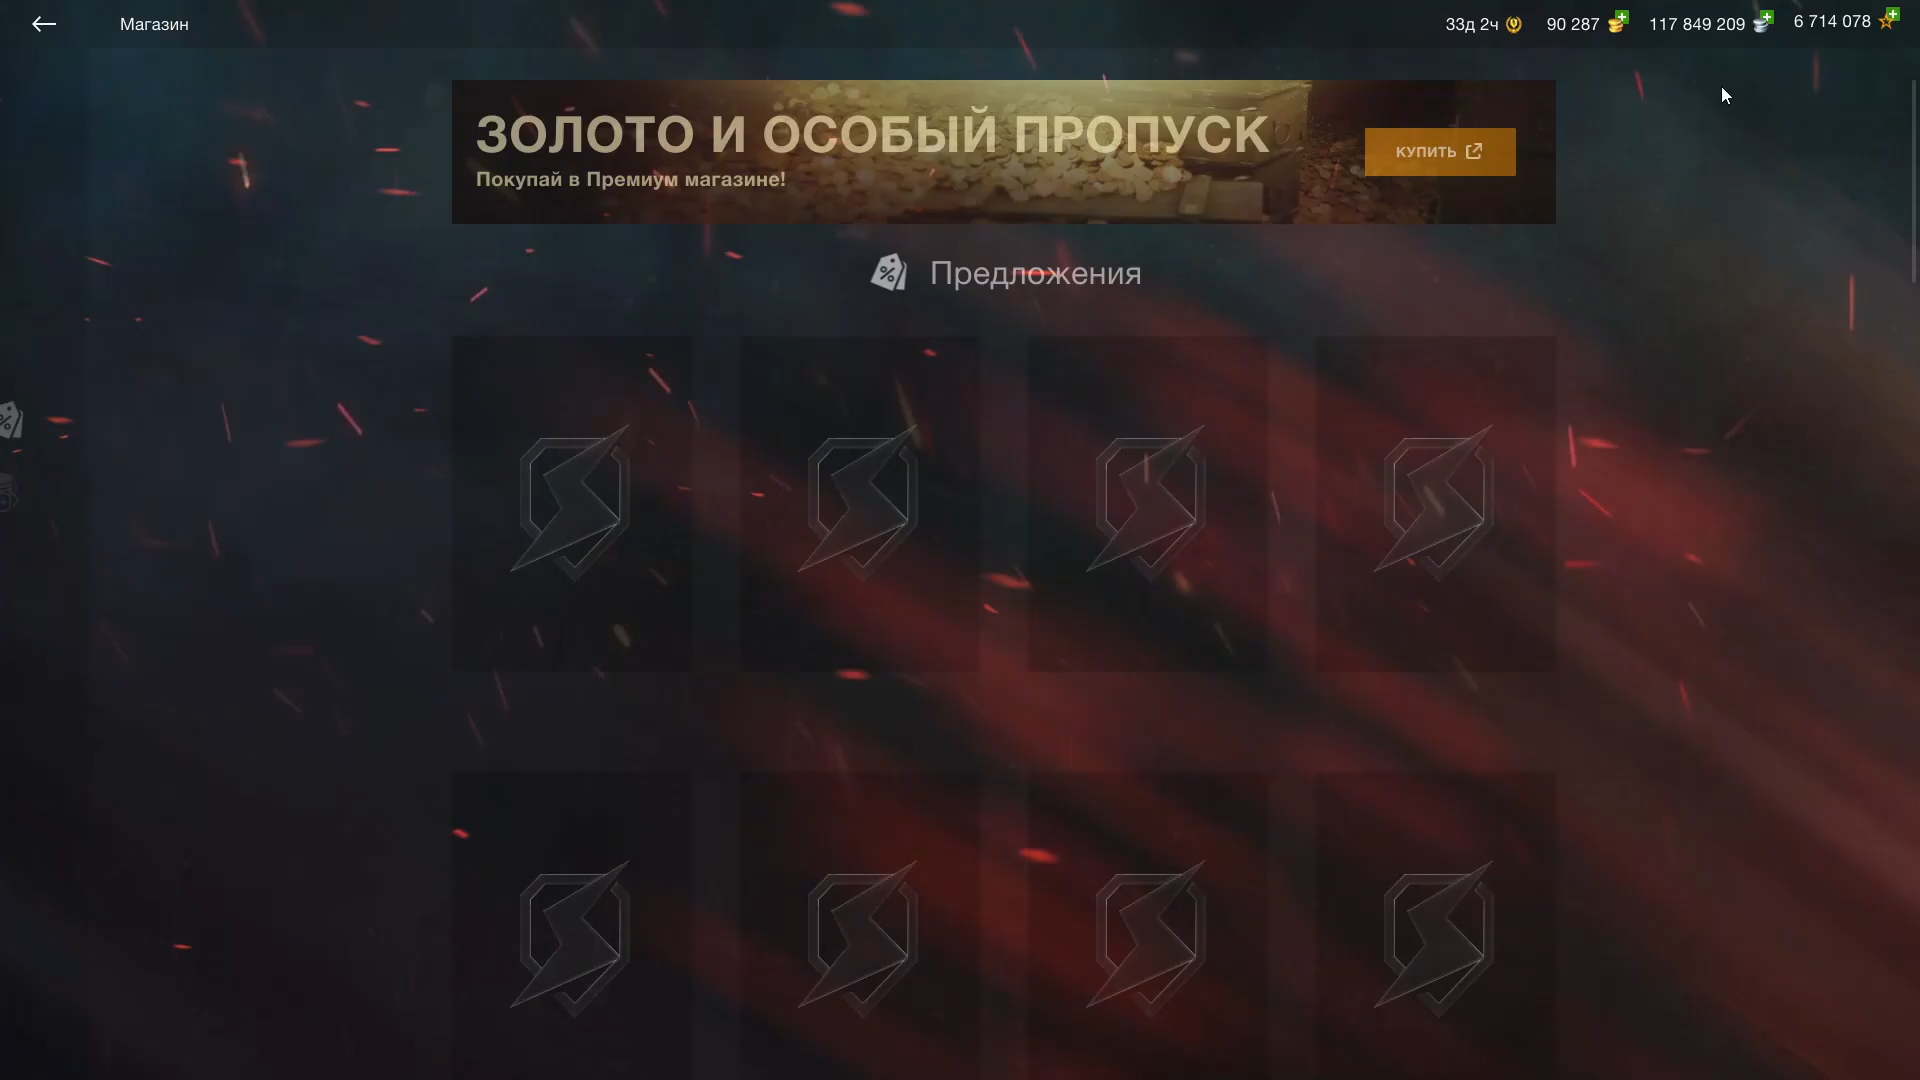 Магазин
33д 2ч
90 287
117 849 209
6 714 078
ЗОЛОТО И ОСОБЫЙ ПРОПУСК
Покупай в Премиум магазине!
КУПИТЬ
Предложения